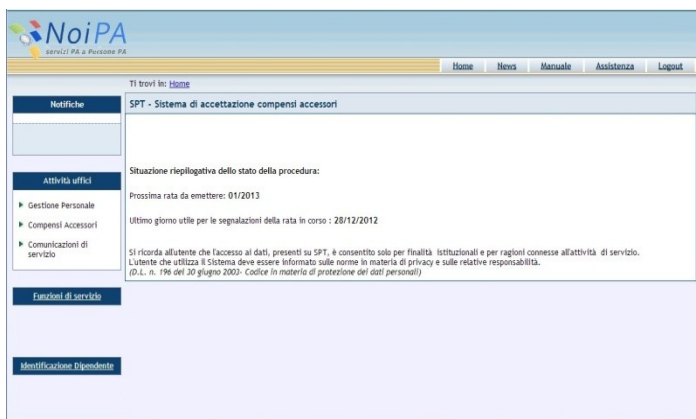 NoiPA
servizi PA a Persone PA
Home News Manuale Assistenza Logout
Ti trovi in: Home
Notifiche
SPT - Sistema di accettazione compensi accessori
Situazione riepilogativa dello stato della procedura:
Attività uffici
Prossima rata da emettere: 01/2013
Gestione Personale
Ultimo giorno utile per le segnalazioni della rata in corso : 28/12/2012
Compensi Accessori
Comunicazioni di
servizio
Si ricorda all'utente che l'accesso ai dati, presenti su SPT, è consentito solo per finalità istituzionali e per ragioni connesse all'attività di servizio.
L'utente che utilizza il Sistema deve essere informato sulle norme in materia di privacy e sulle relative responsabilità.
(D.L. n. 196 del 30 giugno 2003- Codice in materia di protezione dei dati personali)
Funzioni di servizio
Identificazione Dipendente